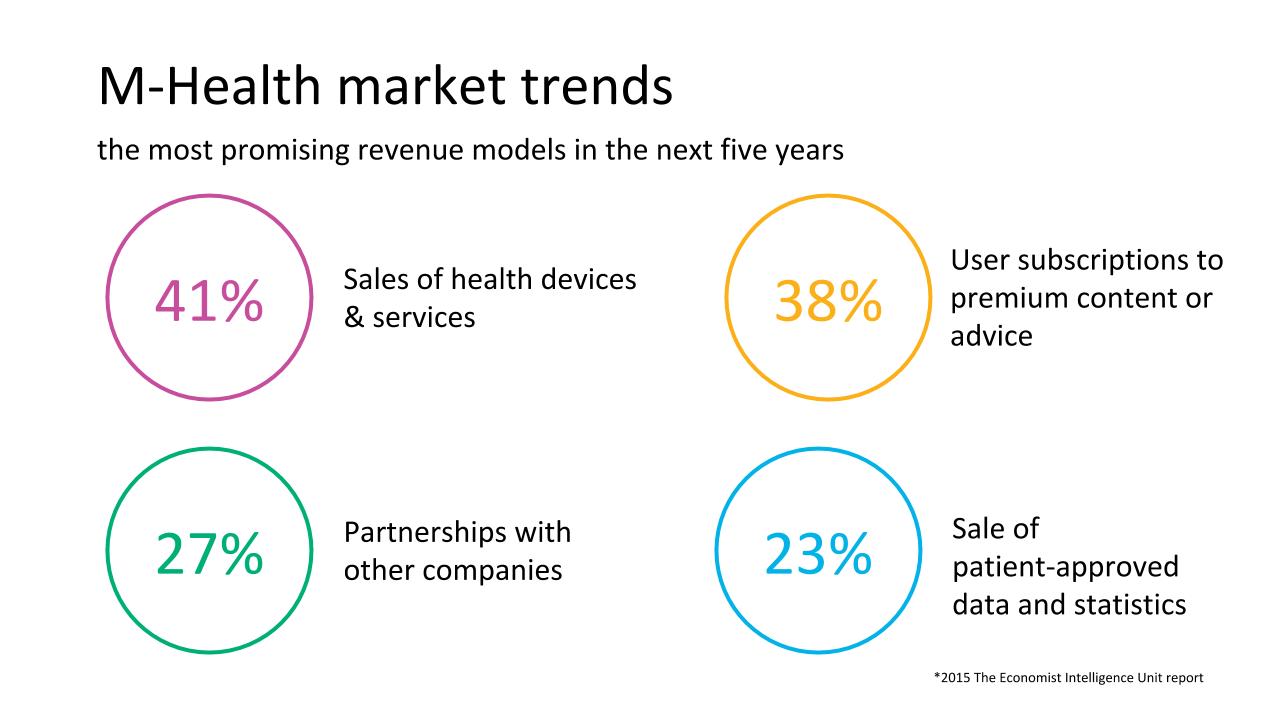 M-Health market trends
the most promising revenue models in the next five years
41%
Sales of health devices
& services
38%
User subscriptions to
premium content or
advice
27%
Partnerships with
other companies
23%
Sale of
patient-approved
data and statistics
*2015 The Economist Intelligence Unit report